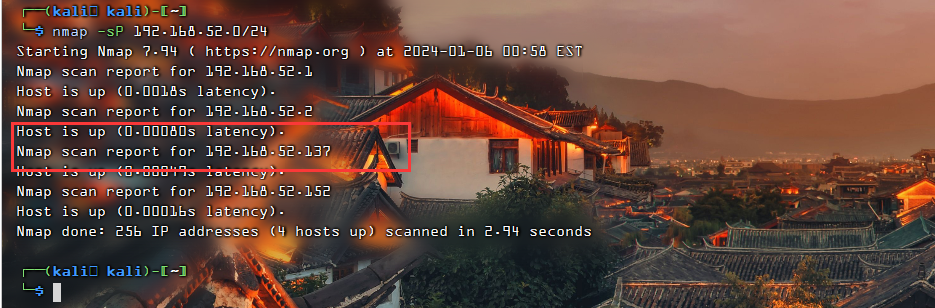 ┌──(kali㉿ kali)-[~]
└─$ nmap -sP 192.168.52.0/24
Starting Nmap 7.94 ( https://nmap.org ) at 2024-01-06 00:58 EST
Nmap scan report for 192.168.52.1
Host is up (0.0018s latency).
Nmap scan report for 192.168.52.2
Host is up (0.00080s latency).
Nmap scan report for 192.168.52.137
Host is up (0.00049s latency).
Nmap scan report for 192.168.52.152
Host is up (0.00016s latency).
Nmap done: 256 IP addresses (4 hosts up) scanned in 2.94 seconds
┌──(kali㉿ kali)-[~]
└─$